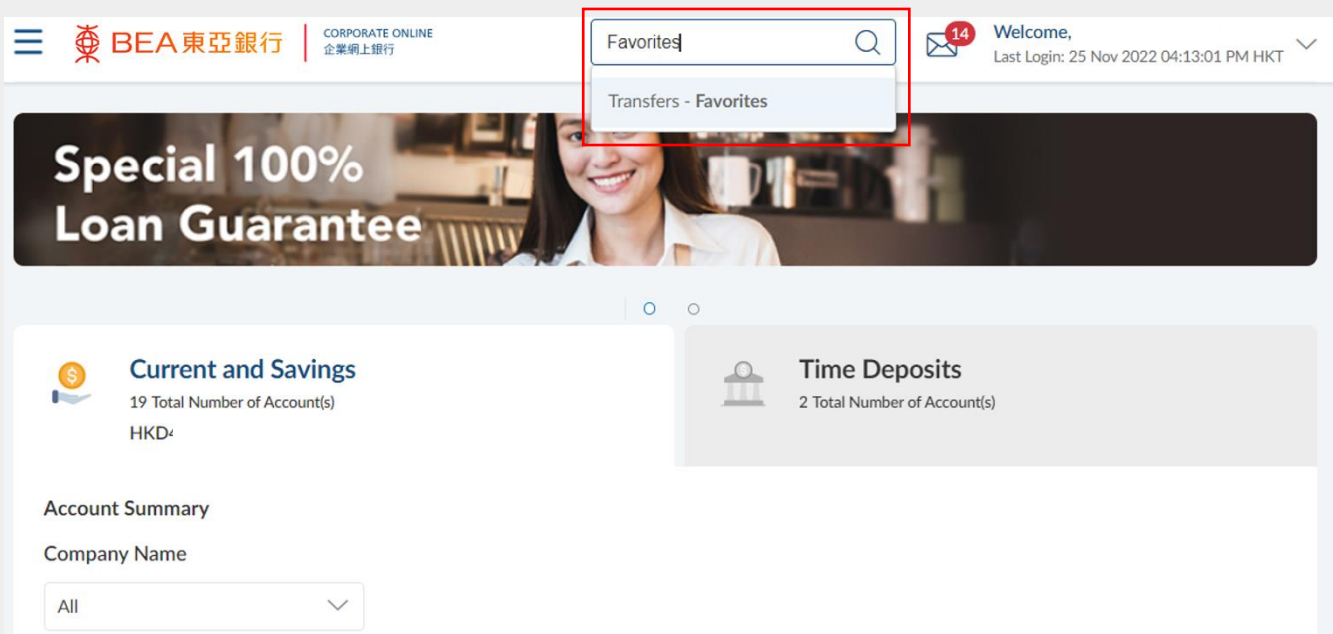 BEA東亞銀行
CORPORATE ONLINE
企業網上銀行
Favorites
14
Welcome,
Last Login: 25 Nov 2022 04:13:01 PM HKT
Transfers - Favorites
Special 100%
Loan Guarantee
Current and Savings
19 Total Number of Account(s)
HKD
Time Deposits
2 Total Number of Account(s)
Account Summary
Company Name
All